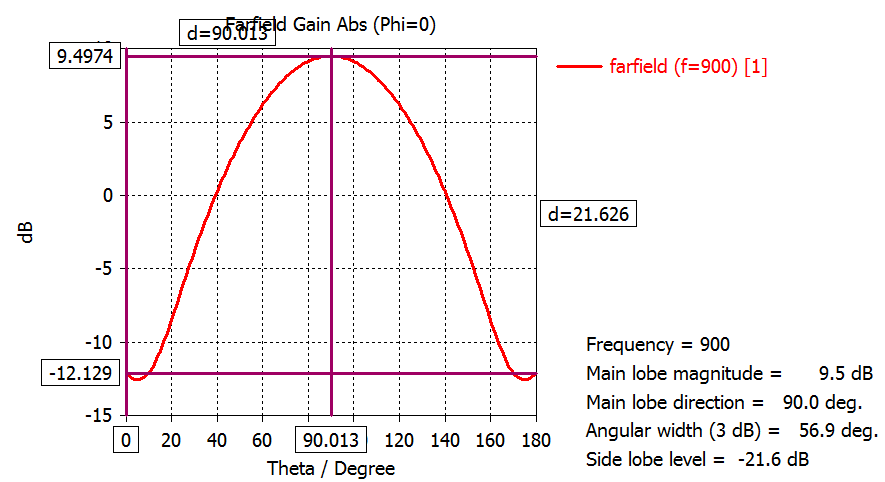 Farfield Gain Abs (Phi=0)
d=90.013
9.4974
farfield (f=900) [1]
5
0
d=21.626
dB
-5
-10
-12.129
-15
0 20 40 60 90.013 120 140 160 180
Theta / Degree
Frequency = 900
Main lobe magnitude = 9.5 dB
Main lobe direction = 90.0 deg.
Angular width (3 dB) = 56.9 deg.
Side lobe level = -21.6 dB